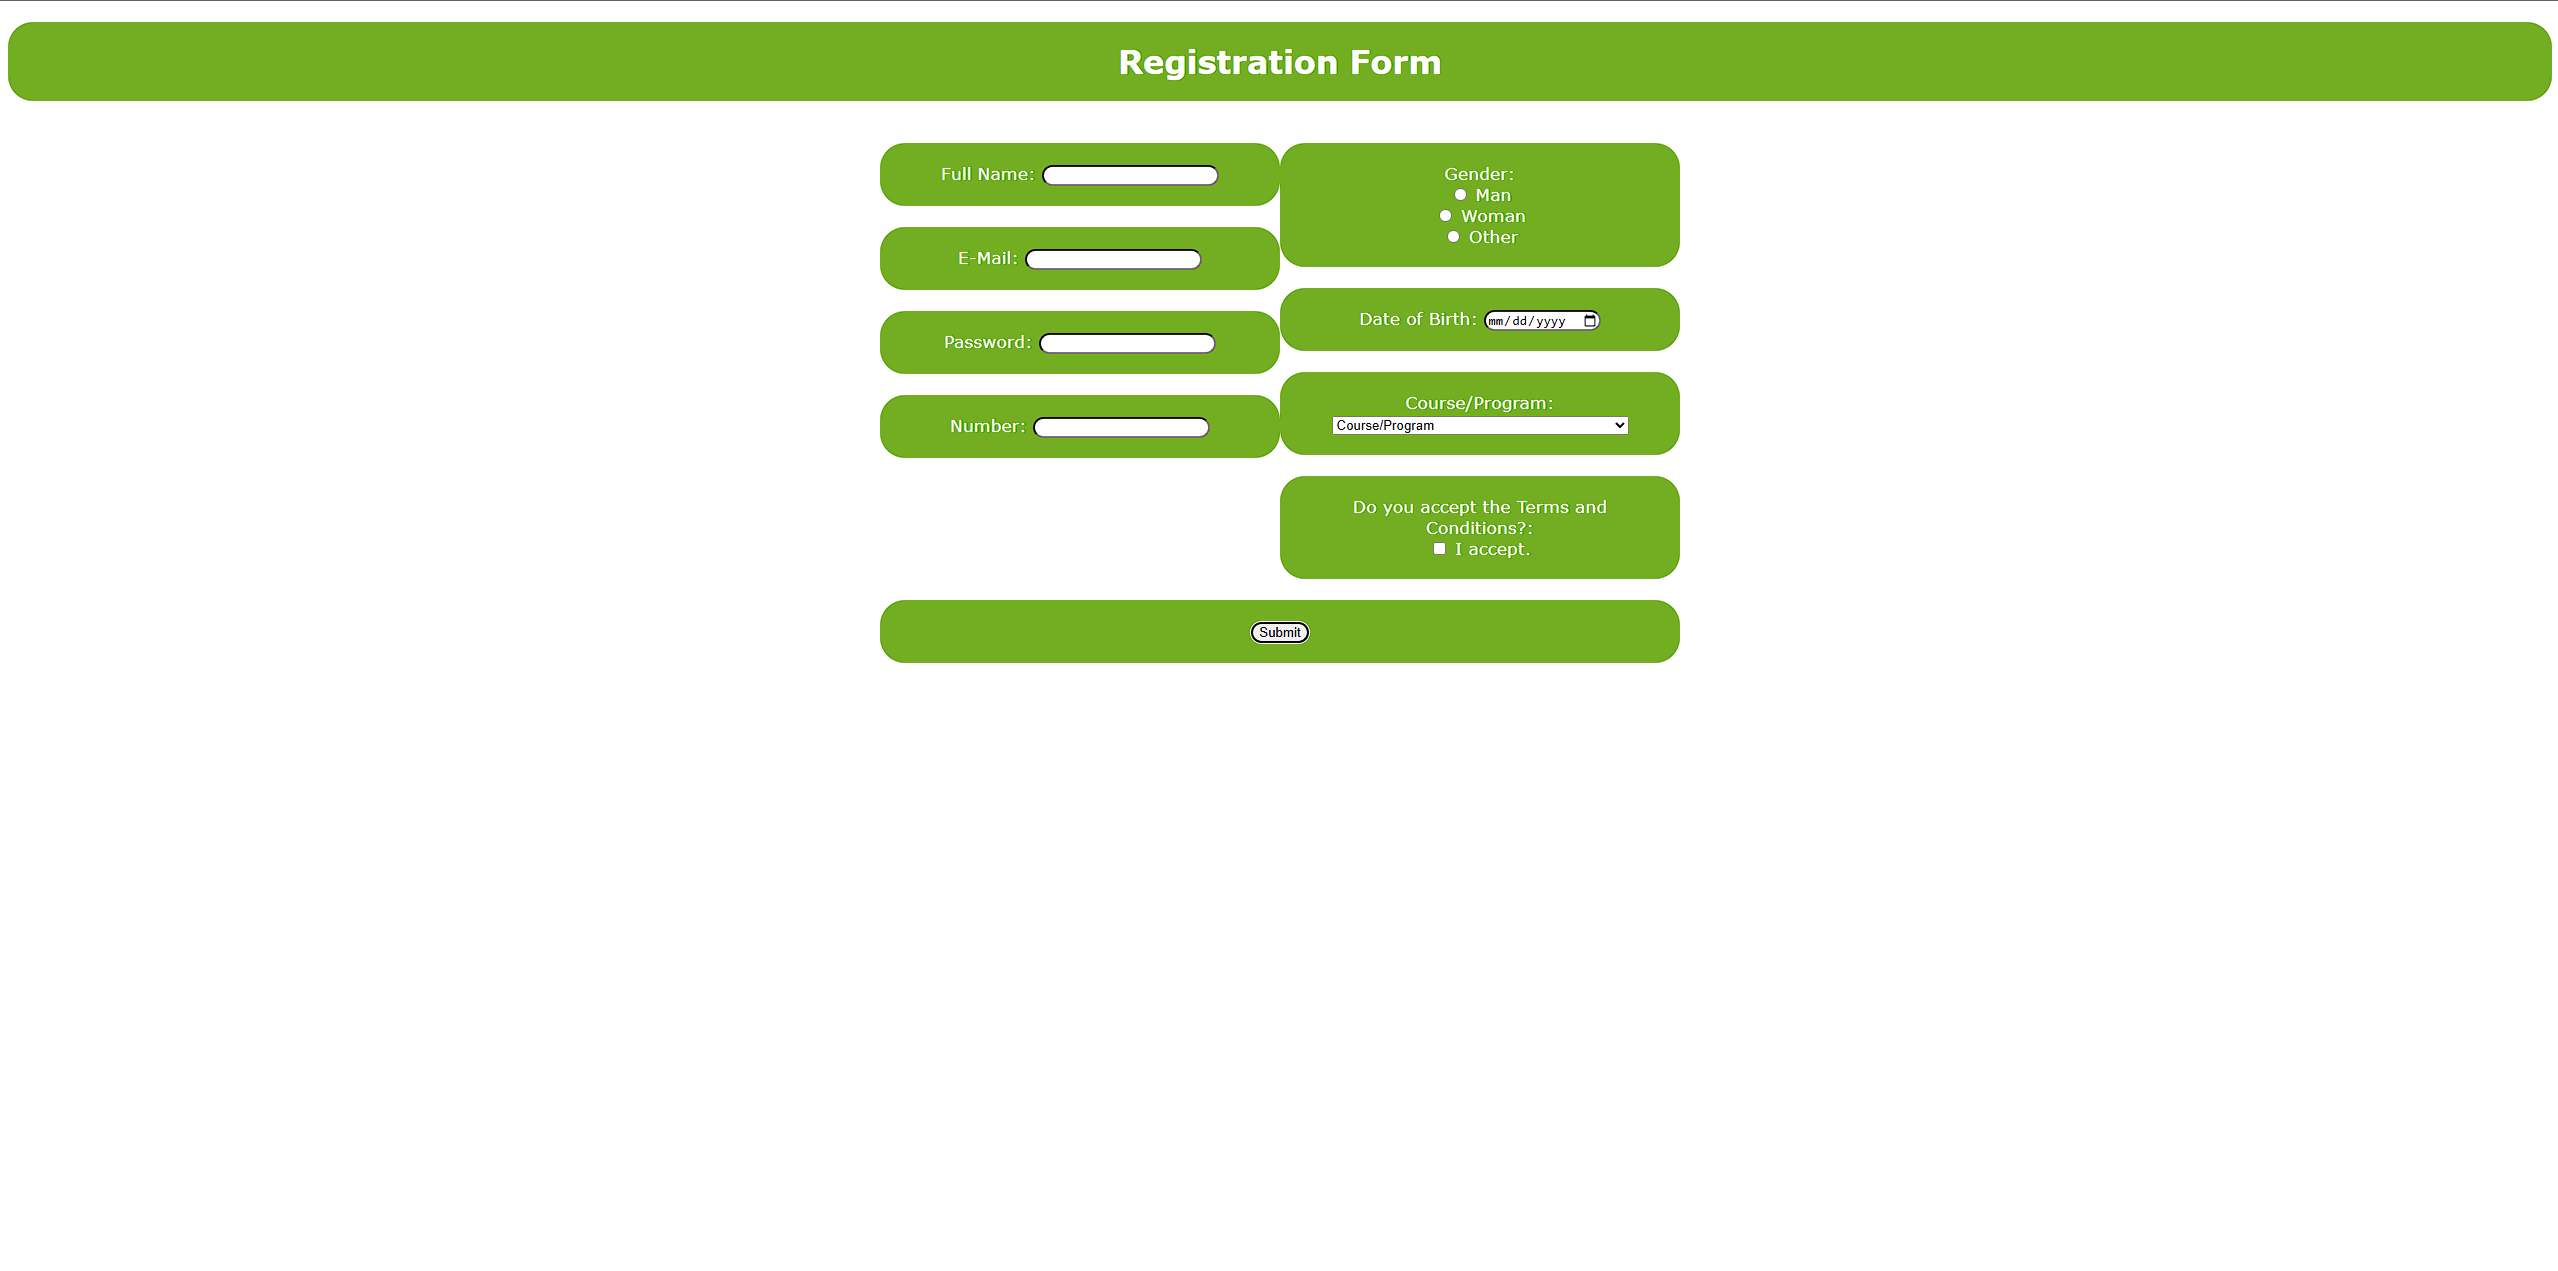 Registration Form
Full Name:
E-Mail:
Password:
Number:
Gender:
Man
Woman
Other
Date of Birth: mm/dd/yyyy
Course/Program:
Course/Program
Do you accept the Terms and
Conditions?:
I accept.
Submit